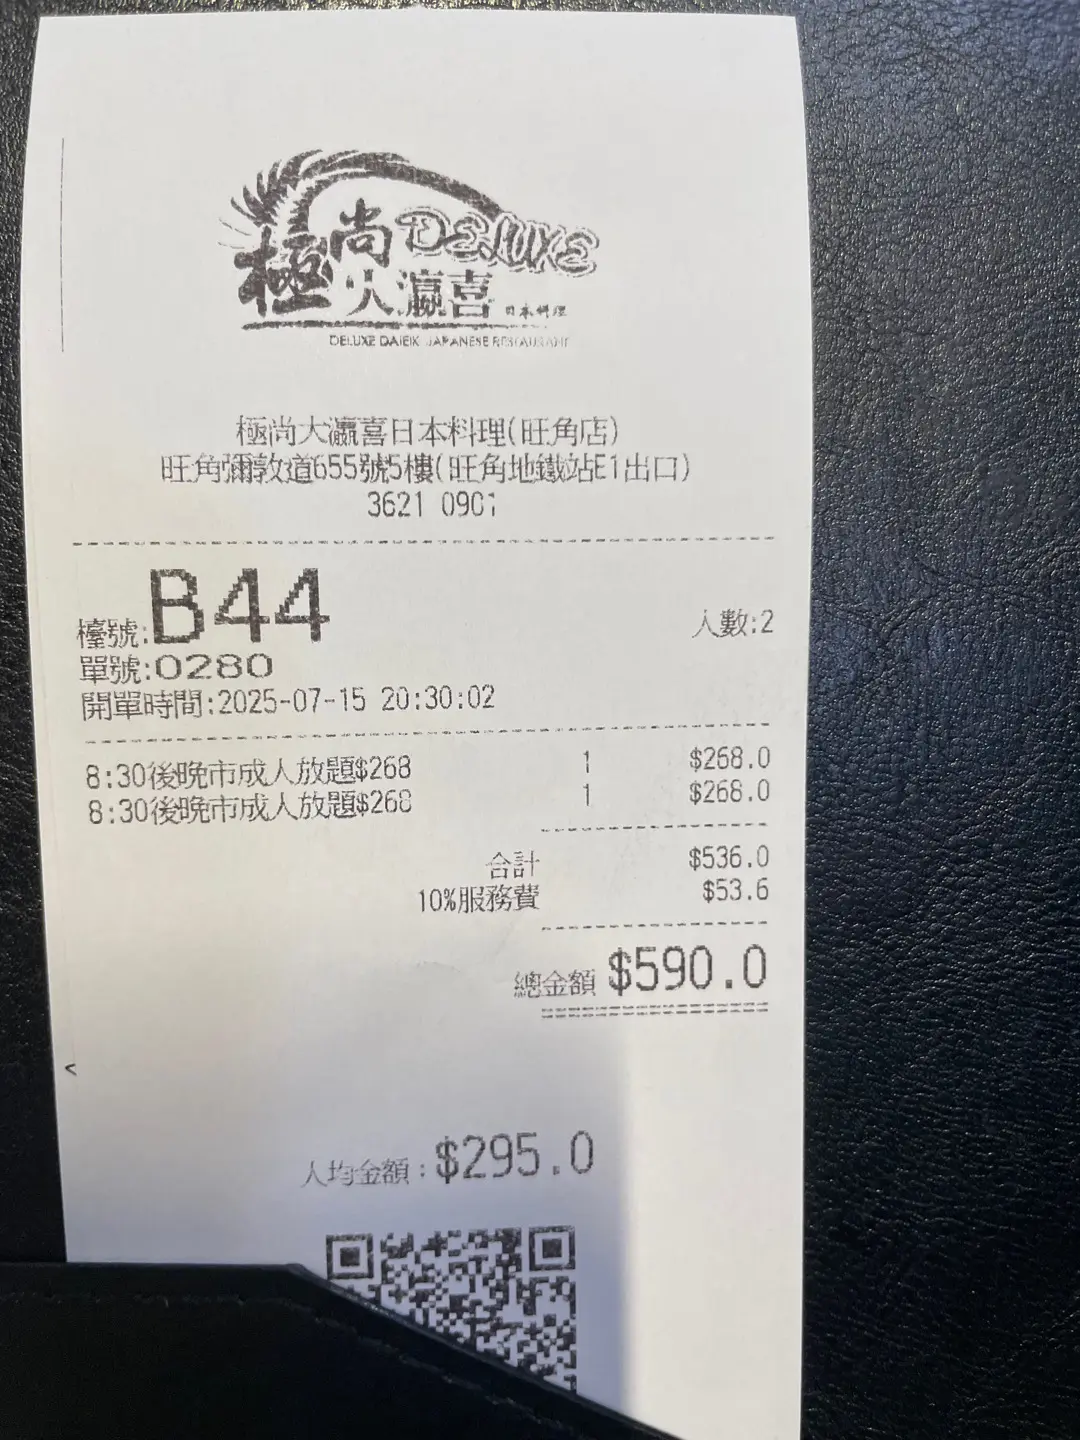 極尚 DELUXE
大瀛喜 日本料理
DELUXE DAIEIK JAPANESE RESTAURANT
極尚大瀛喜日本料理(旺角店)
旺角彌敦道655號5樓(旺角地鐵站E1出口)
3621 0901
檯號:B44 人數:2
單號:0280
開單時間:2025-07-15 20:30:02
8:30後晚市成人放題$268 1 $268.0
8:30後晚市成人放題$268 1 $268.0
合計 $536.0
10%服務費 $53.6
總金額 $590.0
<
人均金額:$295.0